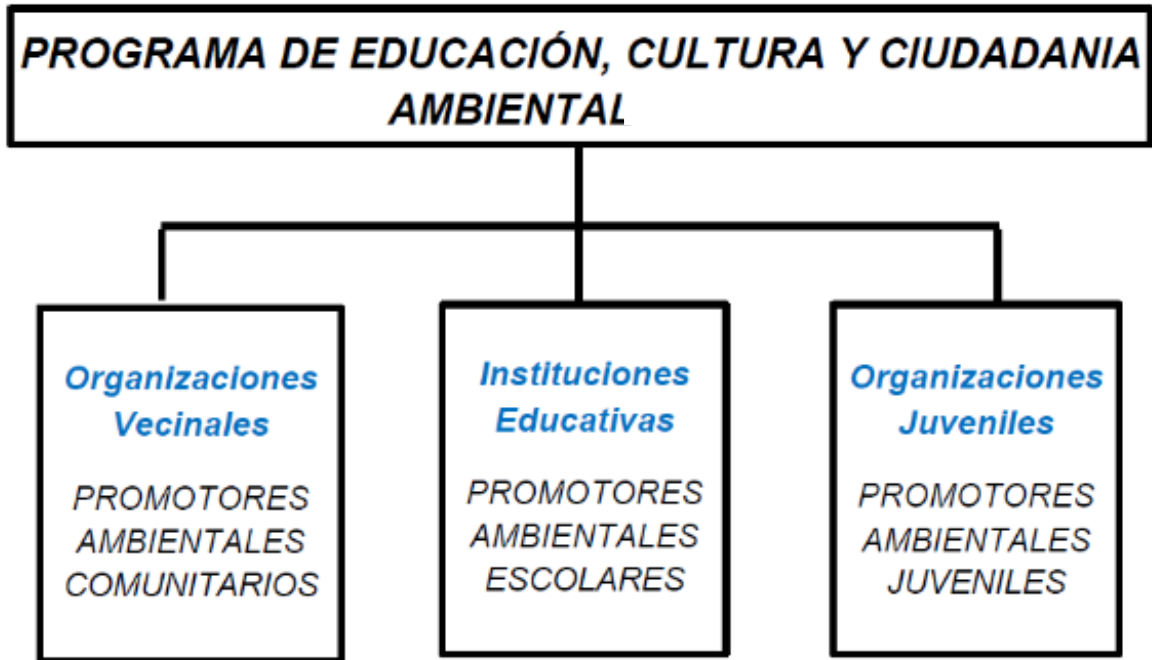 PROGRAMA DE EDUCACIÓN, CULTURA Y CIUDADANIA
AMBIENTAL
Organizaciones
Vecinales
PROMOTORES
AMBIENTALES
COMUNITARIOS
Instituciones
Educativas
PROMOTORES
AMBIENTALES
ESCOLARES
Organizaciones
Juveniles
PROMOTORES
AMBIENTALES
JUVENILES